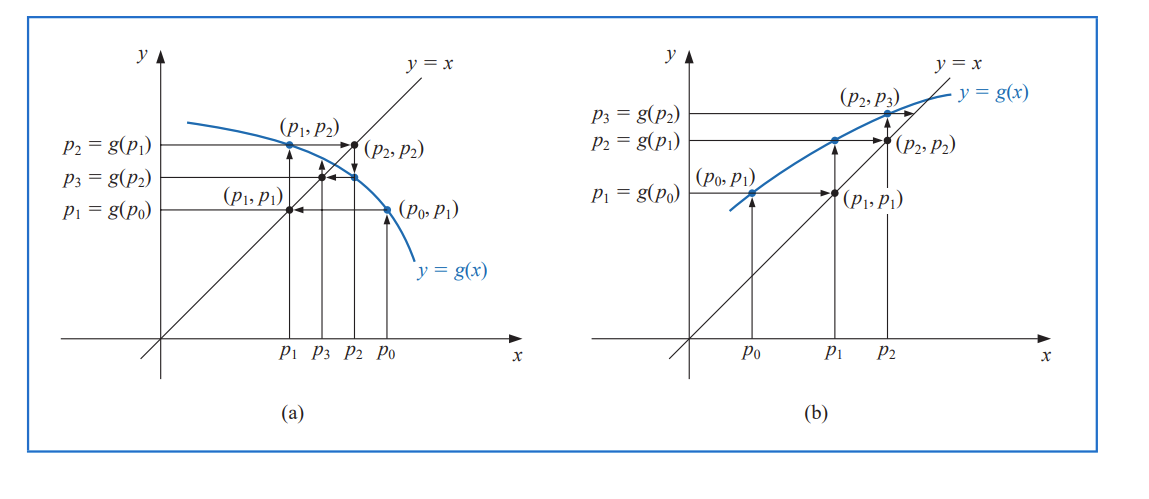 y
y = x
(p₁, p₂)
p₂ = g(p₁)
(p₂, p₂)
p₃ = g(p₂)
(p₁, p₁)
p₁ = g(p₀)
(p₀, p₁)
y = g(x)
p₁ p₃ p₂ p₀
x
(a)
y
y = x
y = g(x)
(p₂, p₃)
p₃ = g(p₂)
p₂ = g(p₁)
(p₂, p₂)
(p₀, p₁)
p₁ = g(p₀)
(p₁, p₁)
p₀ p₁ p₂
x
(b)